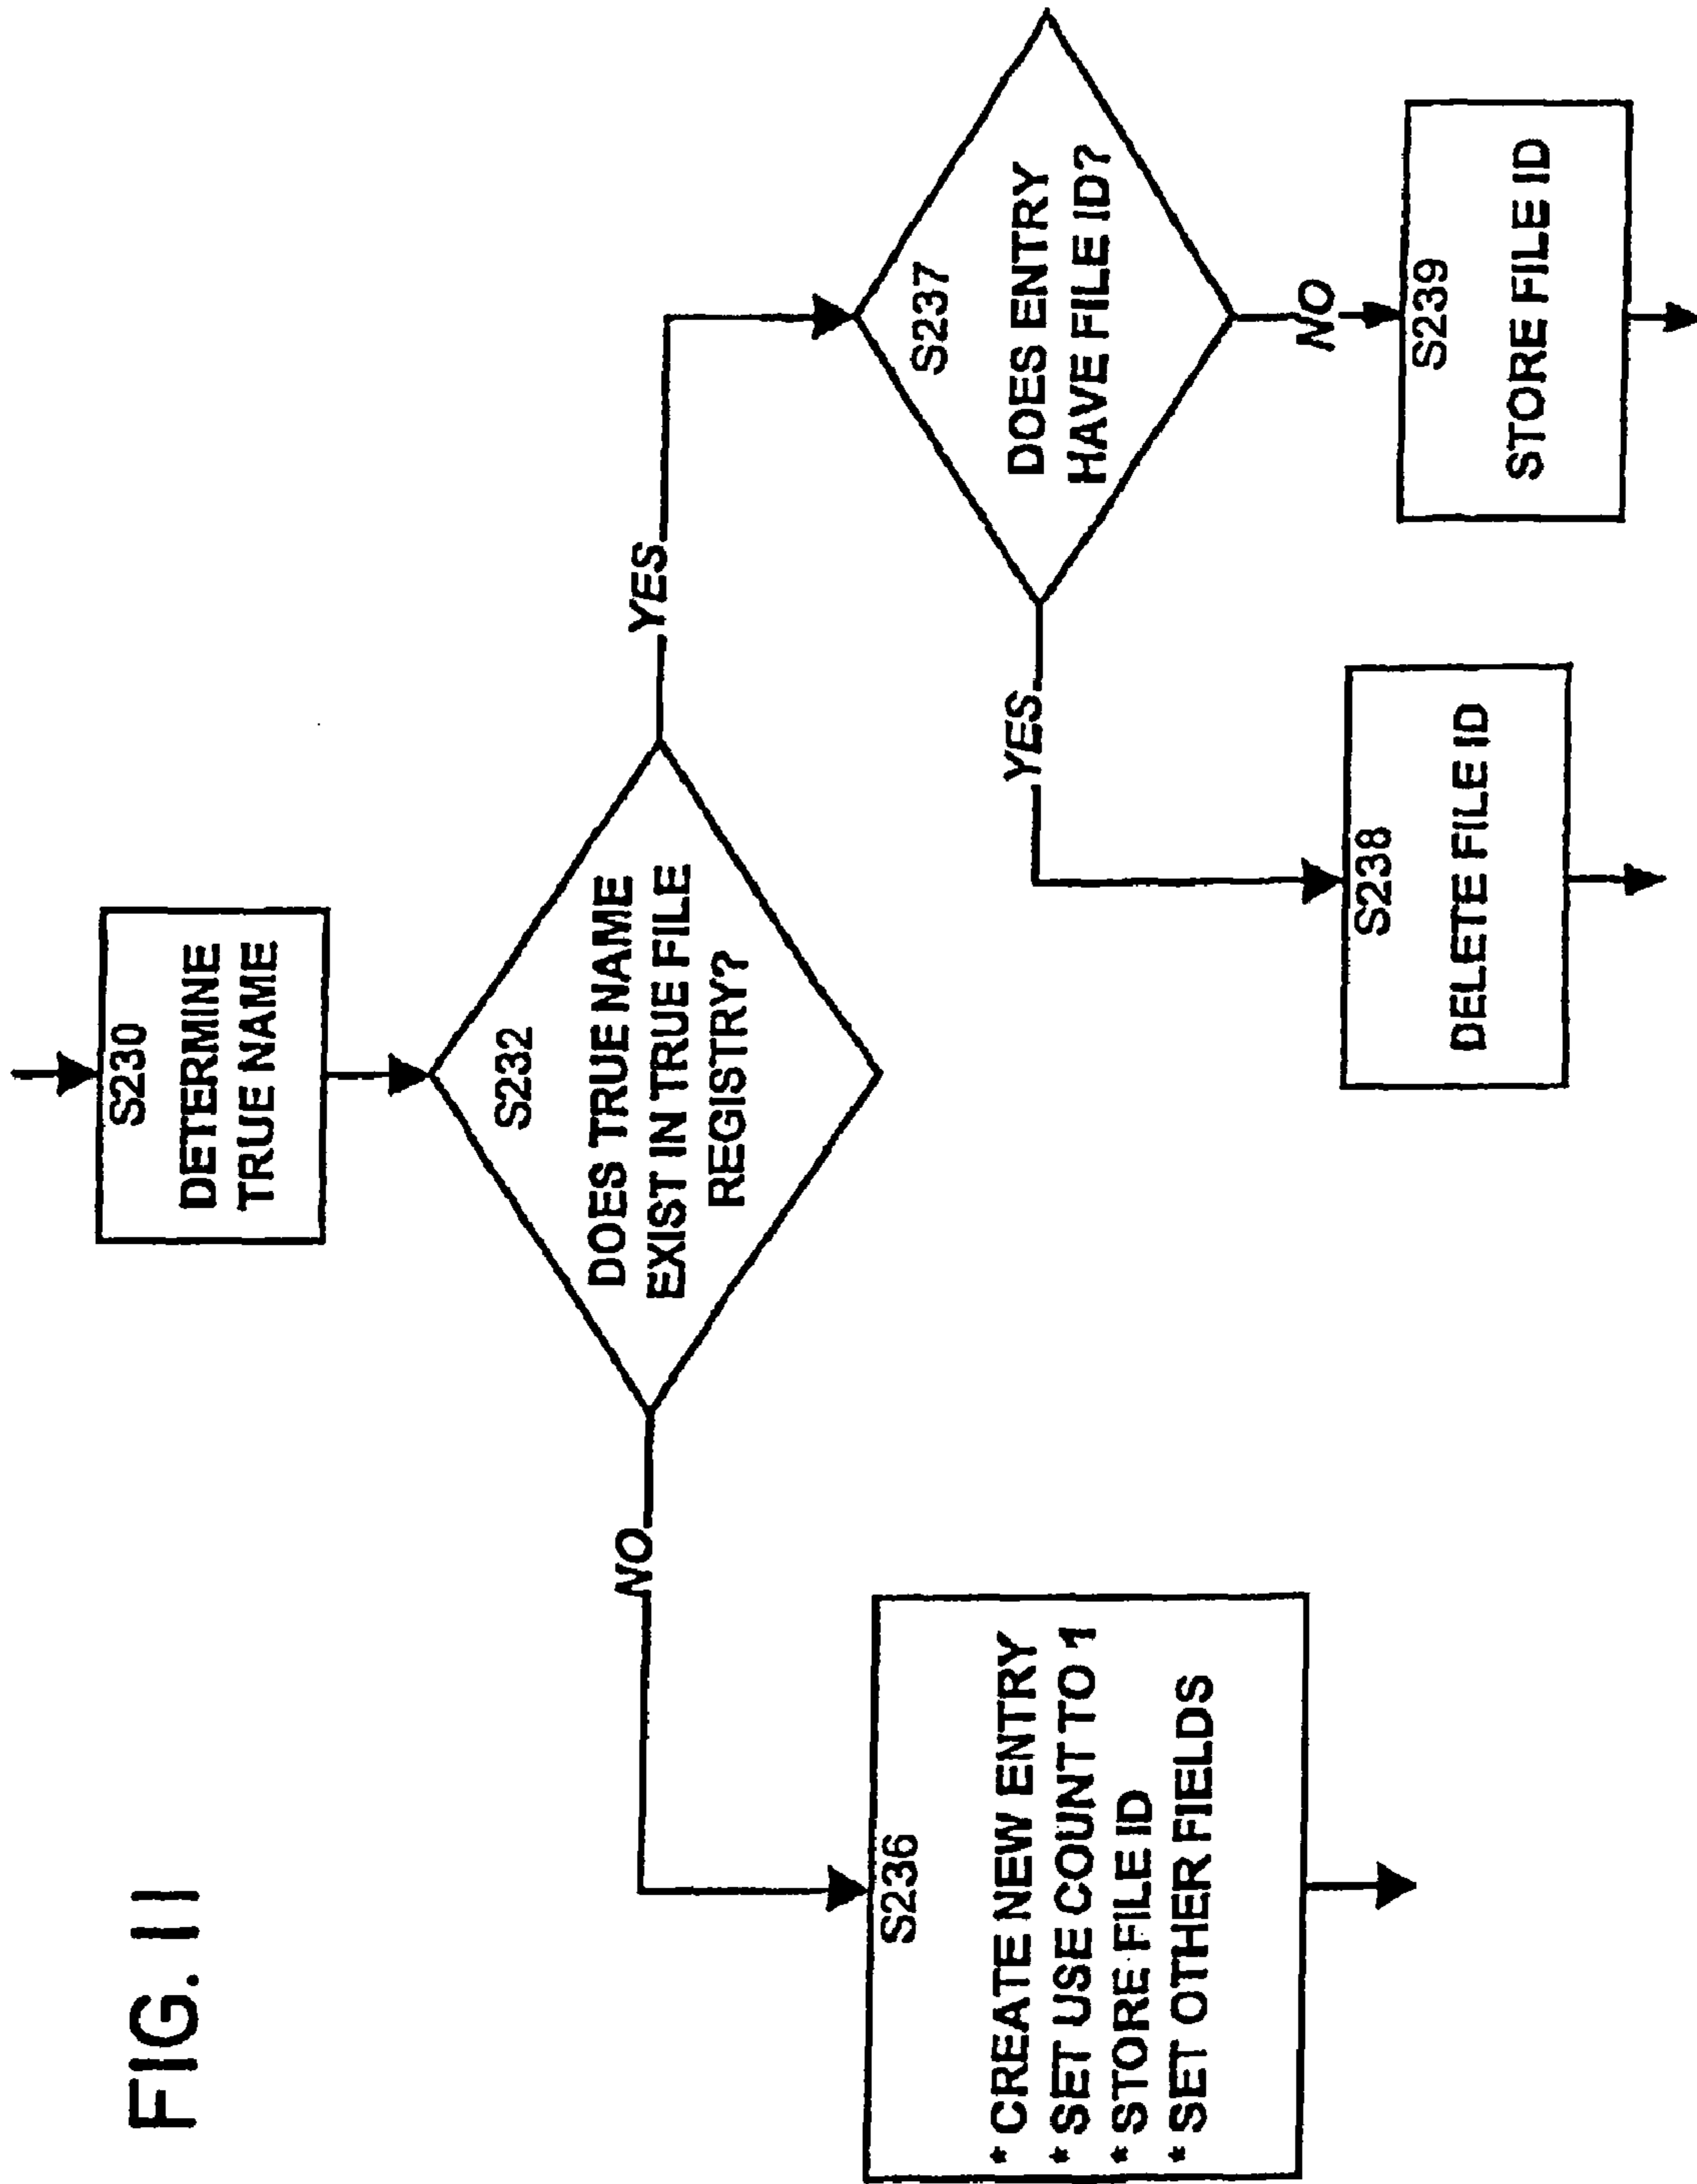 FIG. 11
S230
DETERMINE
TRUE NAME
S232
DOES TRUE NAME
EXIST IN TRUE FILE
REGISTRY?
NO
YES
S236
* CREATE NEW ENTRY
* SET USE COUNT TO 1
* STORE FILE ID
* SET OTHER FIELDS
S237
DOES ENTRY
HAVE FILE ID?
YES
NO
S238
DELETE FILE ID
S239
STORE FILE ID